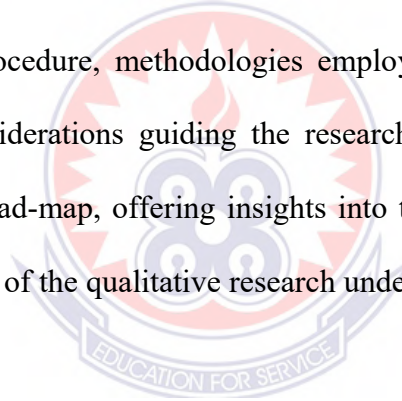 ocedure, methodologies employ
iderations guiding the research
ad-map, offering insights into t
of the qualitative research unde
EDUCATION FOR SERVICE